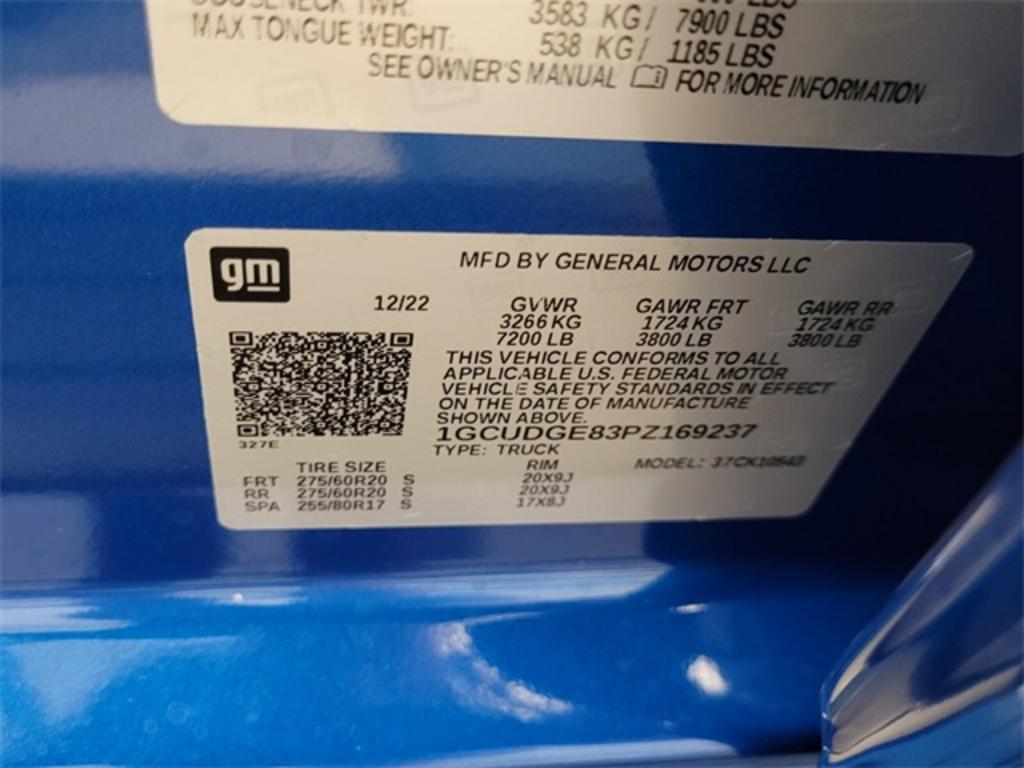 GOOSENECK TWR: 3583 KG/ 7900 LBS
MAX TONGUE WEIGHT: 538 KG/ 1185 LBS
SEE OWNER'S MANUAL FOR MORE INFORMATION
gm
MFD BY GENERAL MOTORS LLC
12/22 GVWR GAWR FRT GAWR RR
3266 KG 1724 KG 1724 KG
7200 LB 3800 LB 3800 LB
THIS VEHICLE CONFORMS TO ALL
APPLICABLE U.S. FEDERAL MOTOR
VEHICLE SAFETY STANDARDS IN EFFECT
ON THE DATE OF MANUFACTURE
SHOWN ABOVE.
1GCUDGE83PZ169237
327E
TYPE: TRUCK
TIRE SIZE RIM MODEL:
FRT 275/60R20 S 20X9J
RR 275/60R20 S 20X9J
SPA 255/80R17 S 17X8J